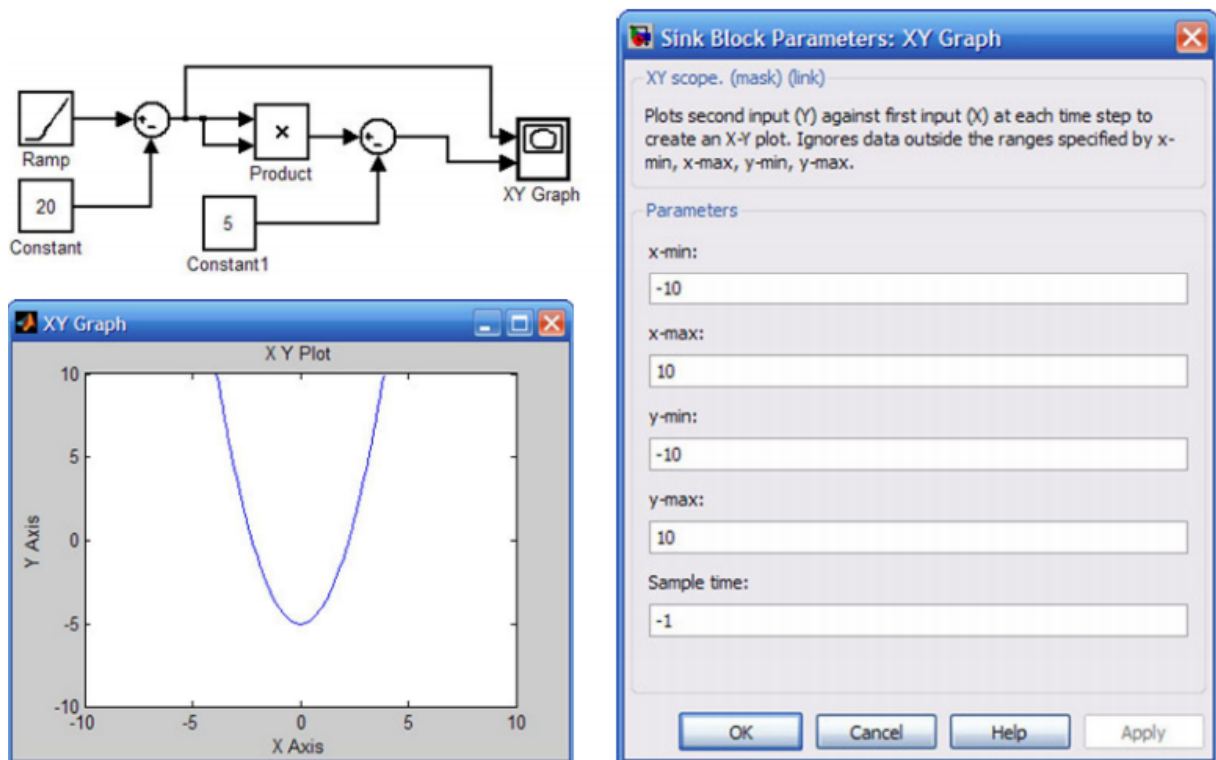 Ramp
20
Constant
×
Product
5
Constant1
XY Graph
XY Graph
X Y Plot
10
5
0
-5
-10
Y Axis
-10
-5
0
5
10
X Axis
Sink Block Parameters: XY Graph
XY scope. (mask) (link)
Plots second input (Y) against first input (X) at each time step to
create an X-Y plot. Ignores data outside the ranges specified by x-
min, x-max, y-min, y-max.
Parameters
x-min:
-10
x-max:
10
y-min:
-10
y-max:
10
Sample time:
-1
OK
Cancel
Help
Apply